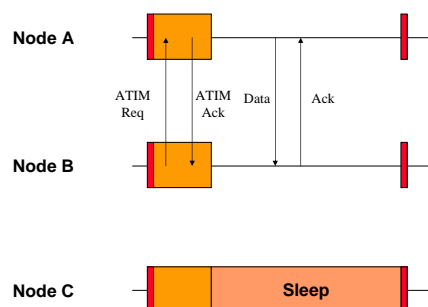 Node A
ATIM
Req
ATIM
Ack
Data
Ack
Node B
Node C
Sleep